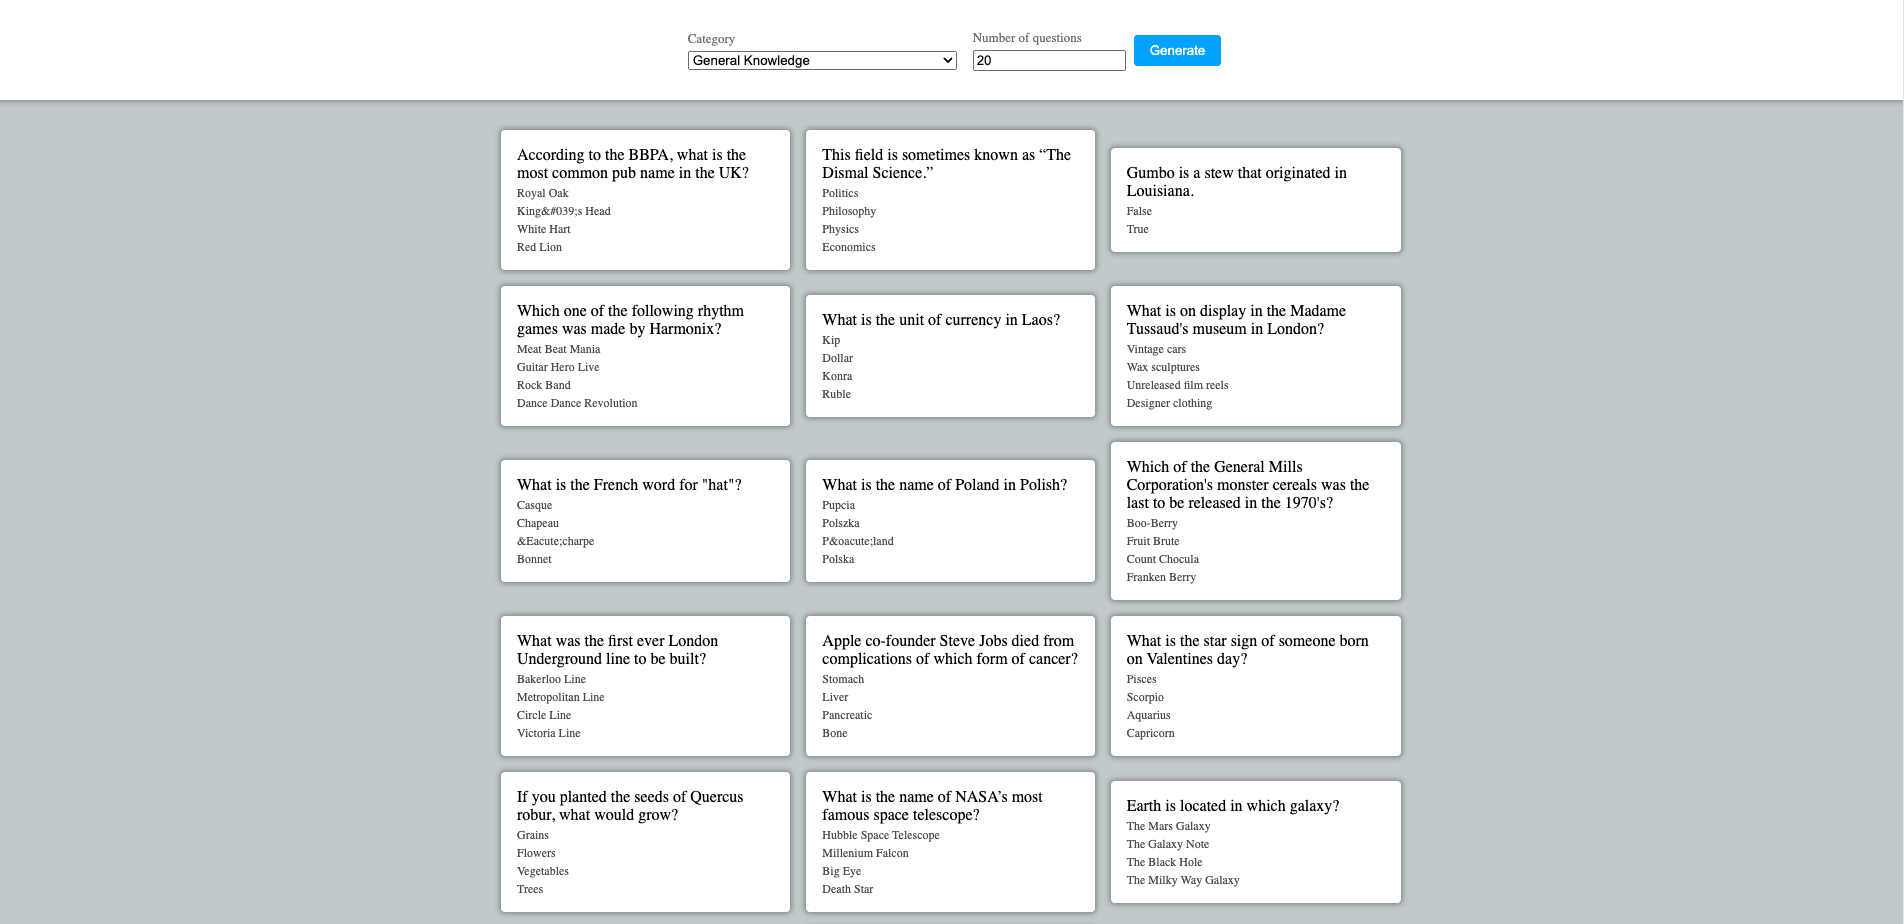 Category
General Knowledge
Number of questions
20
Generate
According to the BBPA, what is the
most common pub name in the UK?
Royal Oak
King&#039;s Head
White Hart
Red Lion
This field is sometimes known as “The
Dismal Science.”
Politics
Philosophy
Physics
Economics
Gumbo is a stew that originated in
Louisiana.
False
True
Which one of the following rhythm
games was made by Harmonix?
Meat Beat Mania
Guitar Hero Live
Rock Band
Dance Dance Revolution
What is the unit of currency in Laos?
Kip
Dollar
Konra
Ruble
What is on display in the Madame
Tussaud's museum in London?
Vintage cars
Wax sculptures
Unreleased film reels
Designer clothing
What is the French word for "hat"?
Casque
Chapeau
&Eacute;charpe
Bonnet
What is the name of Poland in Polish?
Pupcia
Polszka
P&oacute;land
Polska
Which of the General Mills
Corporation's monster cereals was the
last to be released in the 1970's?
Boo-Berry
Fruit Brute
Count Chocula
Franken Berry
What was the first ever London
Underground line to be built?
Bakerloo Line
Metropolitan Line
Circle Line
Victoria Line
Apple co-founder Steve Jobs died from
complications of which form of cancer?
Stomach
Liver
Pancreatic
Bone
What is the star sign of someone born
on Valentines day?
Pisces
Scorpio
Aquarius
Capricorn
If you planted the seeds of Quercus
robur, what would grow?
Grains
Flowers
Vegetables
Trees
What is the name of NASA’s most
famous space telescope?
Hubble Space Telescope
Millenium Falcon
Big Eye
Death Star
Earth is located in which galaxy?
The Mars Galaxy
The Galaxy Note
The Black Hole
The Milky Way Galaxy